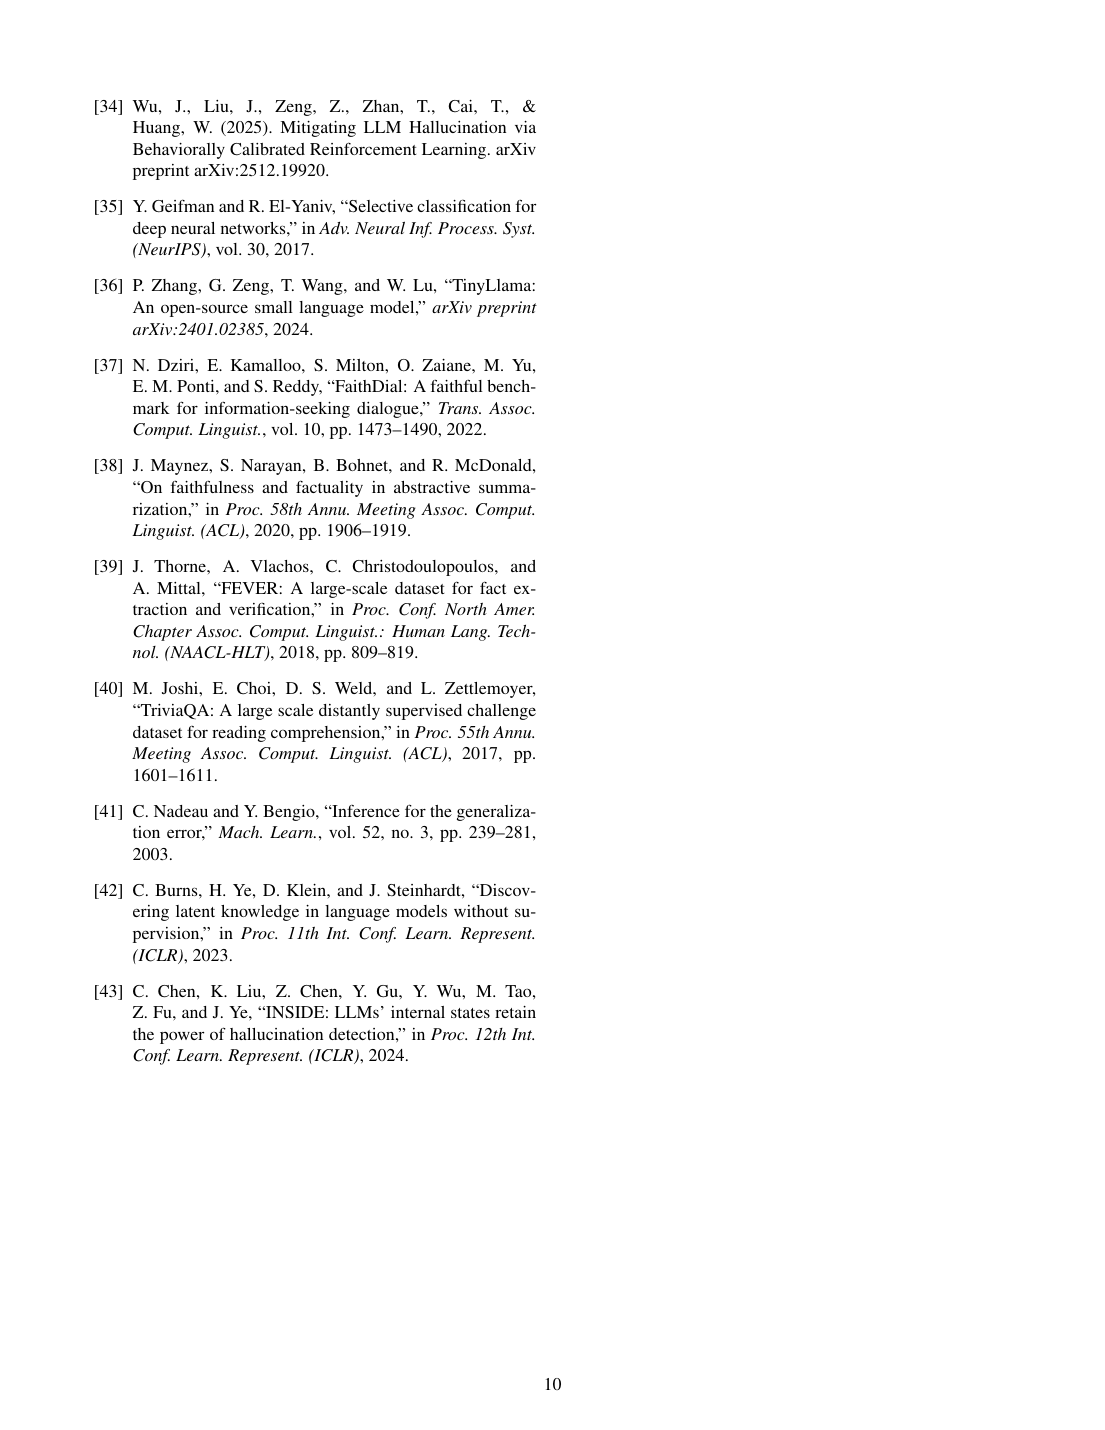 [34] Wu, J., Liu, J., Zeng, Z., Zhan, T., Cai, T., &
Huang, W. (2025). Mitigating LLM Hallucination via
Behaviorally Calibrated Reinforcement Learning. arXiv
preprint arXiv:2512.19920.
[35] Y. Geifman and R. El-Yaniv, “Selective classification for
deep neural networks,” in Adv. Neural Inf. Process. Syst.
(NeurIPS), vol. 30, 2017.
[36] P. Zhang, G. Zeng, T. Wang, and W. Lu, “TinyLlama:
An open-source small language model,” arXiv preprint
arXiv:2401.02385, 2024.
[37] N. Dziri, E. Kamalloo, S. Milton, O. Zaiane, M. Yu,
E. M. Ponti, and S. Reddy, “FaithDial: A faithful bench-
mark for information-seeking dialogue,” Trans. Assoc.
Comput. Linguist., vol. 10, pp. 1473–1490, 2022.
[38] J. Maynez, S. Narayan, B. Bohnet, and R. McDonald,
“On faithfulness and factuality in abstractive summa-
rization,” in Proc. 58th Annu. Meeting Assoc. Comput.
Linguist. (ACL), 2020, pp. 1906–1919.
[39] J. Thorne, A. Vlachos, C. Christodoulopoulos, and
A. Mittal, “FEVER: A large-scale dataset for fact ex-
traction and verification,” in Proc. Conf. North Amer.
Chapter Assoc. Comput. Linguist.: Human Lang. Tech-
nol. (NAACL-HLT), 2018, pp. 809–819.
[40] M. Joshi, E. Choi, D. S. Weld, and L. Zettlemoyer,
“TriviaQA: A large scale distantly supervised challenge
dataset for reading comprehension,” in Proc. 55th Annu.
Meeting Assoc. Comput. Linguist. (ACL), 2017, pp.
1601–1611.
[41] C. Nadeau and Y. Bengio, “Inference for the generaliza-
tion error,” Mach. Learn., vol. 52, no. 3, pp. 239–281,
2003.
[42] C. Burns, H. Ye, D. Klein, and J. Steinhardt, “Discov-
ering latent knowledge in language models without su-
pervision,” in Proc. 11th Int. Conf. Learn. Represent.
(ICLR), 2023.
[43] C. Chen, K. Liu, Z. Chen, Y. Gu, Y. Wu, M. Tao,
Z. Fu, and J. Ye, “INSIDE: LLMs’ internal states retain
the power of hallucination detection,” in Proc. 12th Int.
Conf. Learn. Represent. (ICLR), 2024.
10